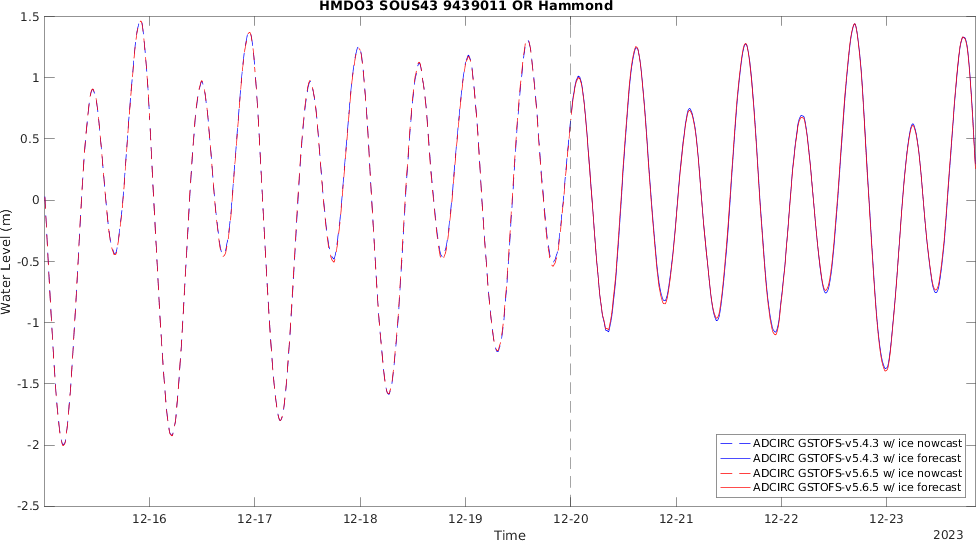 HMDO3 SOUS43 9439011 OR Hammond
1.5
1
0.5
0
-0.5
-1
-1.5
-2
-2.5
Water Level (m)
12-16
12-17
12-18
12-19
12-20
12-21
12-22
12-23
Time
2023
ADCIRC GSTOFS-v5.4.3 w/ ice nowcast
ADCIRC GSTOFS-v5.4.3 w/ ice forecast
ADCIRC GSTOFS-v5.6.5 w/ ice nowcast
ADCIRC GSTOFS-v5.6.5 w/ ice forecast